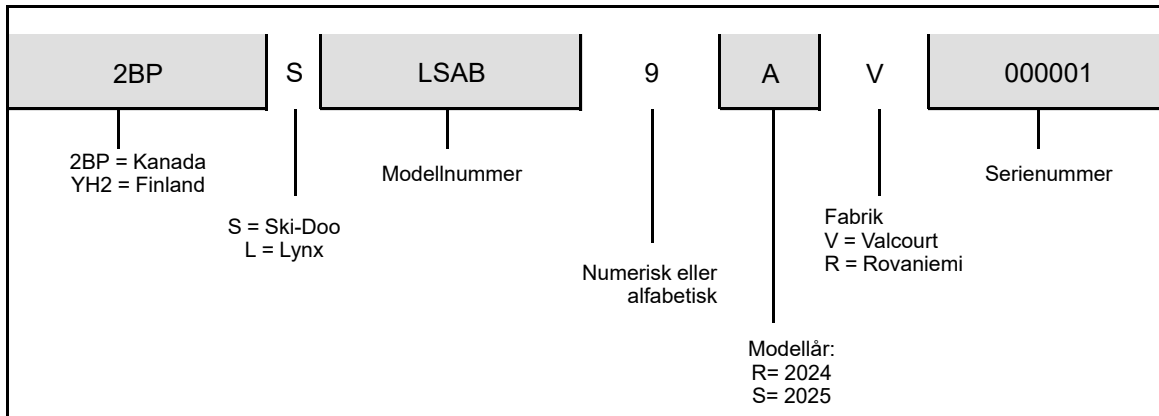 2BP S LSAB 9 A V 000001
2BP = Kanada
YH2 = Finland
Modellnummer
Serienummer
S = Ski-Doo
L = Lynx
Fabrik
V = Valcourt
R = Rovaniemi
Numerisk eller
alfabetisk
Modellår:
R= 2024
S= 2025